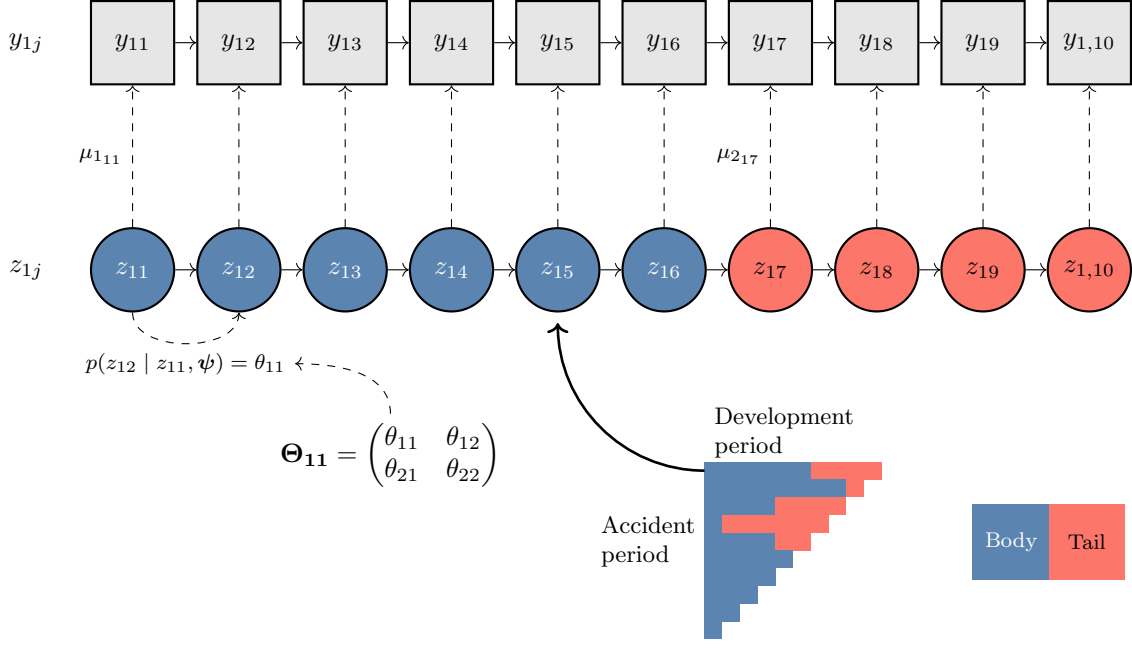 y₁ⱼ y₁₁ y₁₂ y₁₃ y₁₄ y₁₅ y₁₆ y₁₇ y₁₈ y₁₉ y₁,₁₀
μ₁₁₁ μ₂₁₇
z₁ⱼ z₁₁ z₁₂ z₁₃ z₁₄ z₁₅ z₁₆ z₁₇ z₁₈ z₁₉ z₁,₁₀
p(z₁₂ | z₁₁, ψ) = θ₁₁
Θ₁₁ = (θ₁₁ θ₁₂
θ₂₁ θ₂₂)
Development
period
Accident
period
Body Tail